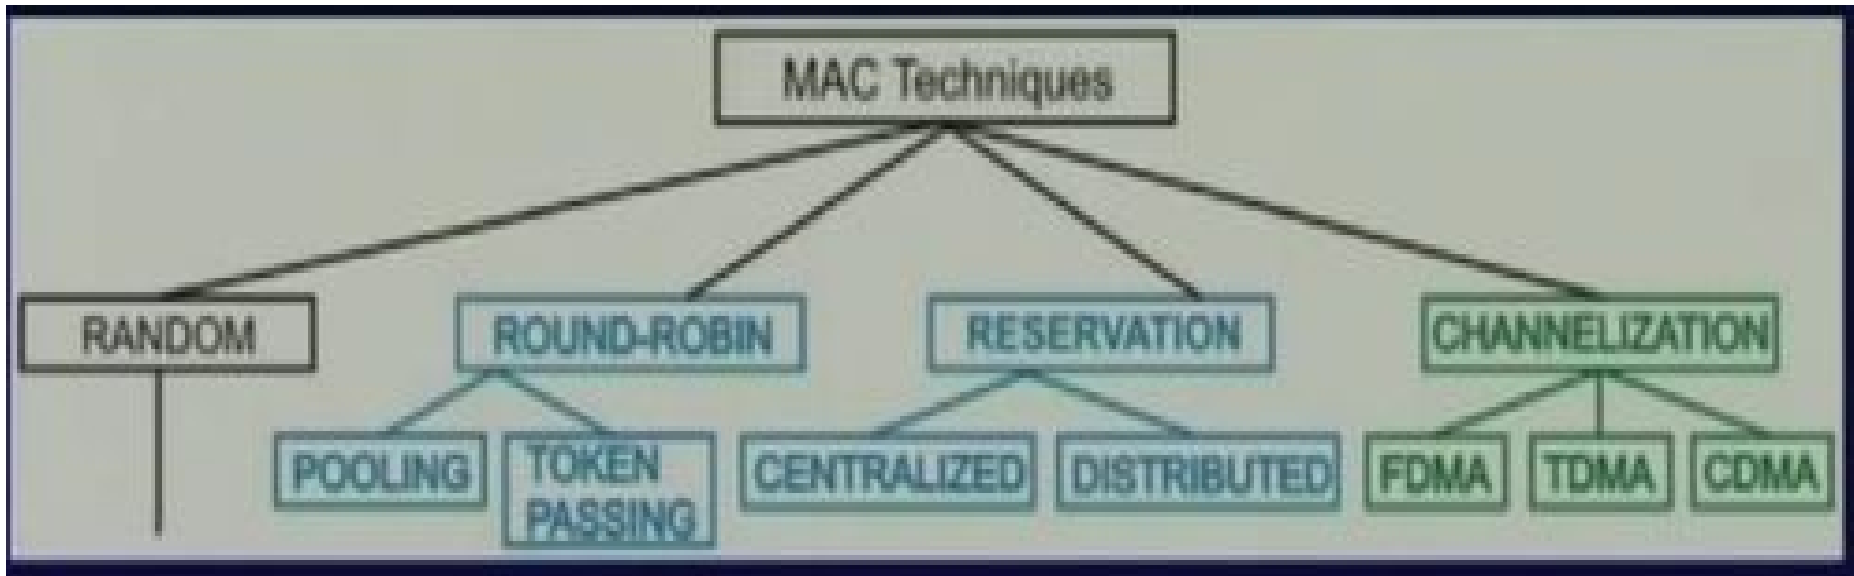 MAC Techniques
RANDOM
ROUND-ROBIN
RESERVATION
CHANNELIZATION
POOLING
TOKEN
PASSING
CENTRALIZED
DISTRIBUTED
FDMA
TDMA
CDMA